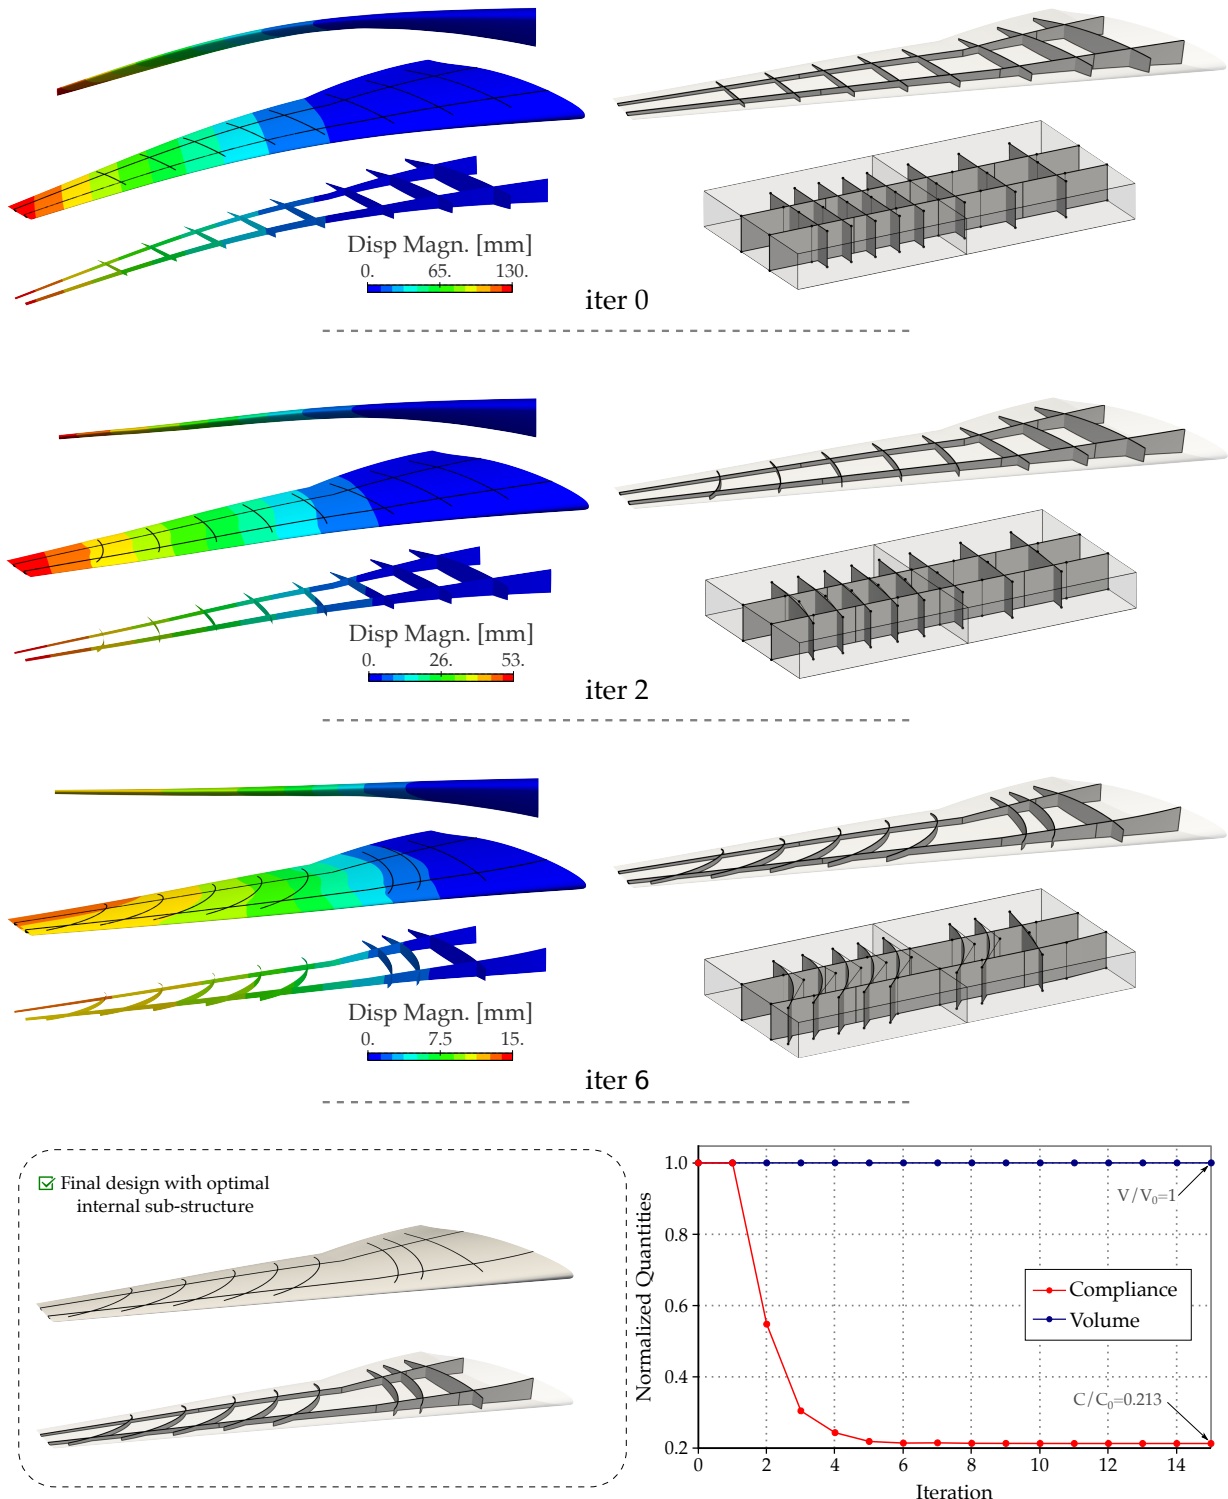 Disp Magn. [mm]
0. 65. 130.
iter 0
Disp Magn. [mm]
0. 26. 53.
iter 2
Disp Magn. [mm]
0. 7.5 15.
iter 6
Final design with optimal
internal sub-structure
Normalized Quantities
1.0
0.8
0.6
0.4
0.2
V/V₀=1
Compliance
Volume
C/C₀=0.213
0 2 4 6 8 10 12 14
Iteration